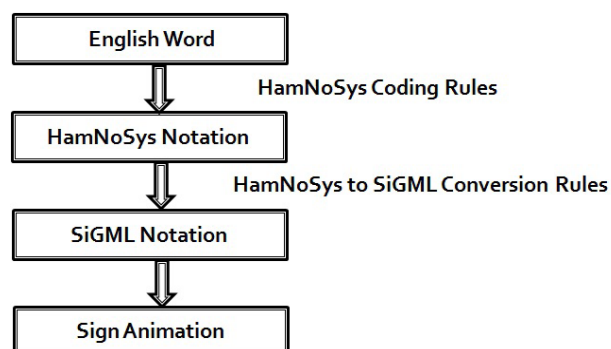 English Word
HamNoSys Coding Rules
HamNoSys Notation
HamNoSys to SiGML Conversion Rules
SiGML Notation
Sign Animation